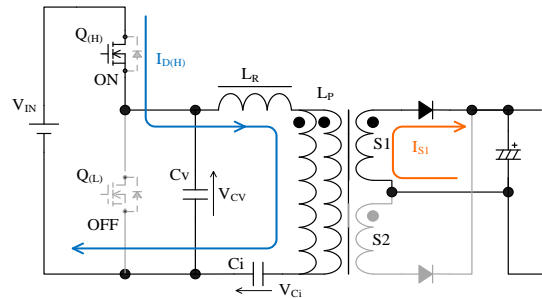 Q(H)
ID(H)
ON
LR
LP
VIN
S1
IS1
+
Q(L)
Cv
VCV
OFF
S2
Ci
VCi